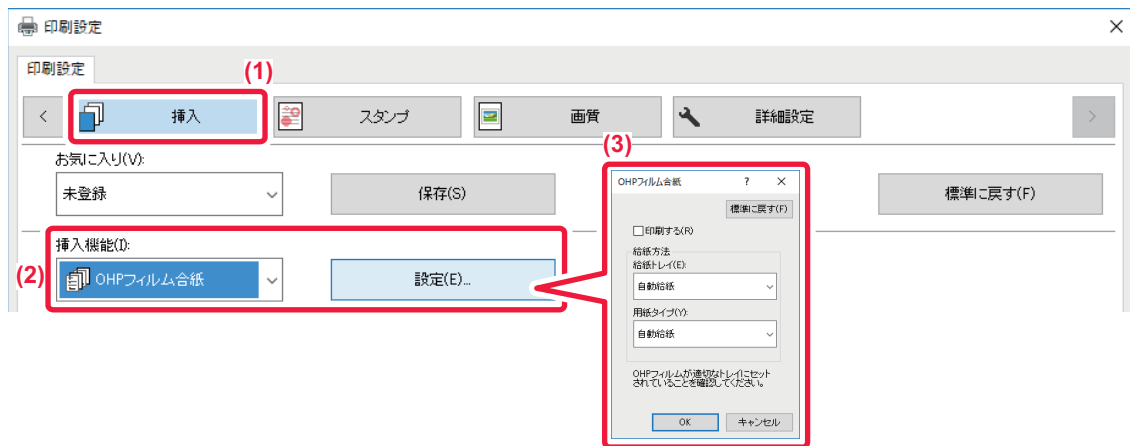 印刷設定
印刷設定
(1)
挿入
スタンプ
画質
詳細設定
お気に入り(V):
未登録
保存(S)
標準に戻す(F)
挿入機能(I):
(2)
OHPフィルム合紙
設定(E)...
(3)
OHPフィルム合紙
?
標準に戻す(F)
印刷する(R)
給紙方法
給紙トレイ(E):
自動給紙
用紙タイプ(Y):
自動給紙
OHPフィルムが適切なトレイにセット
されていることを確認してください。
OK
キャンセル